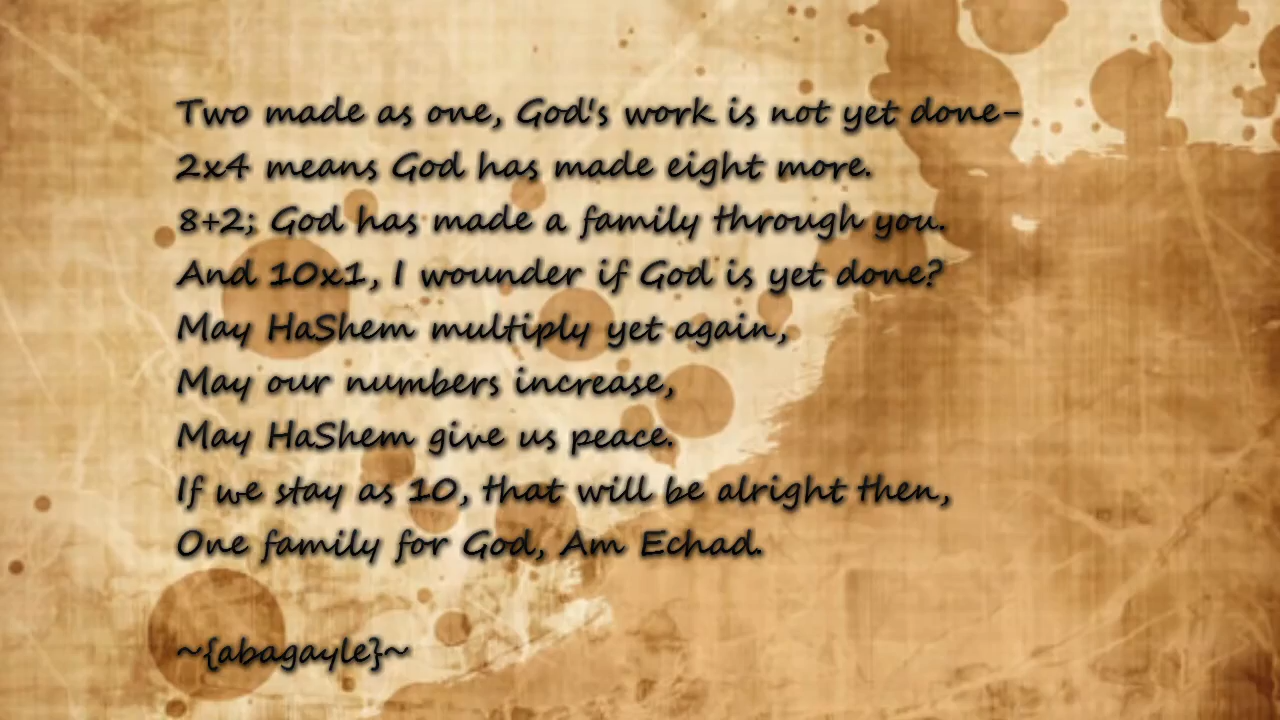 Two made as one, God's work is not yet done-
2x4 means God has made eight more.
8+2; God has made a family through you.
And 10x1, I wounder if God is yet done?
May HaShem multiply yet again,
May our numbers increase,
May HaShem give us peace.
If we stay as 10, that will be alright then,
One family for God, Am Echad.
~{abagayle}~